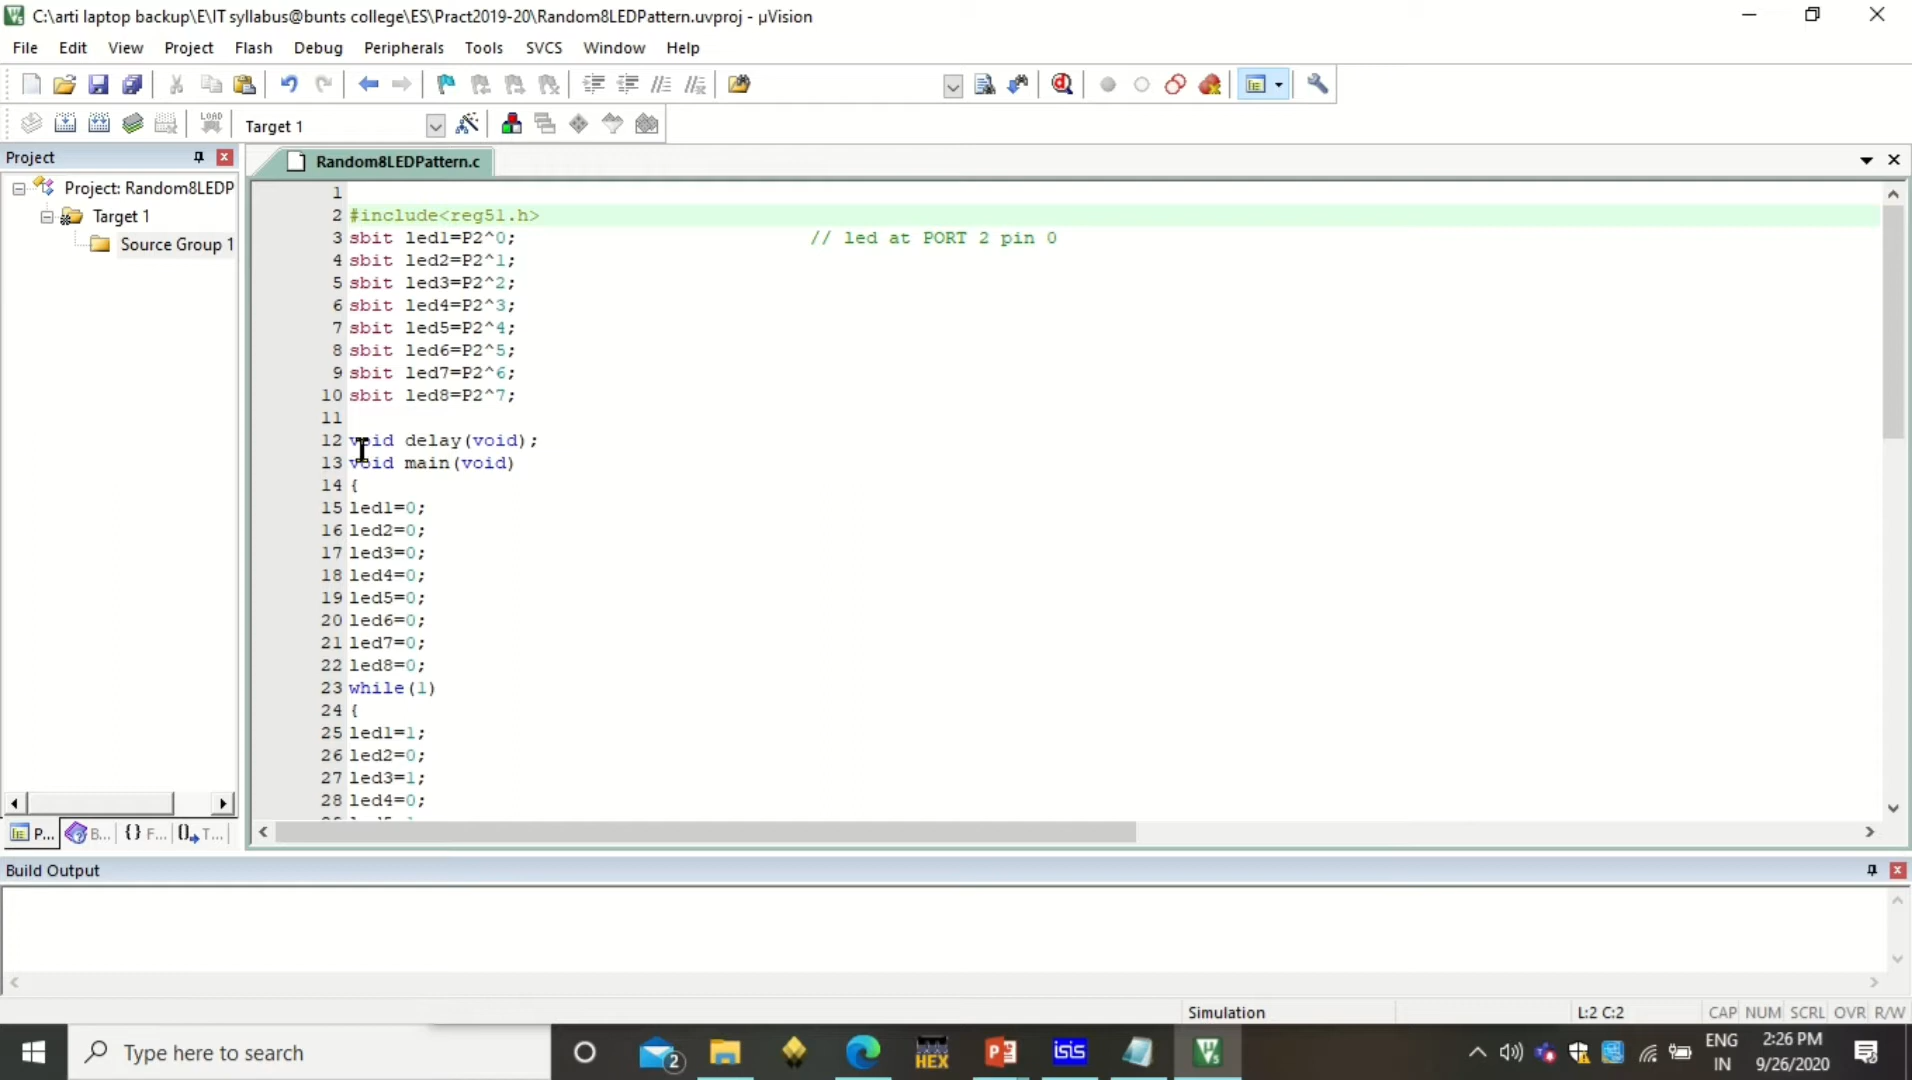 C:\arti laptop backup\E\IT syllabus@bunts college\ES\Pract2019-20\Random8LEDPattern.uvproj - µVision
File Edit View Project Flash Debug Peripherals Tools SVCS Window Help
LOAD Target 1
Project
Random8LEDPattern.c
Project: Random8LEDP
Target 1
Source Group 1
1
2 #include<reg51.h>
3 sbit led1=P2^0; // led at PORT 2 pin 0
4 sbit led2=P2^1;
5 sbit led3=P2^2;
6 sbit led4=P2^3;
7 sbit led5=P2^4;
8 sbit led6=P2^5;
9 sbit led7=P2^6;
10 sbit led8=P2^7;
11
12 void delay(void);
13 void main(void)
14 {
15 led1=0;
16 led2=0;
17 led3=0;
18 led4=0;
19 led5=0;
20 led6=0;
21 led7=0;
22 led8=0;
23 while(1)
24 {
25 led1=1;
26 led2=0;
27 led3=1;
28 led4=0;
P... B... {} F... T...
Build Output
Simulation L:2 C:2 CAP NUM SCRL OVR R/W
Type here to search
2
HEX
isis
ENG
IN
2:26 PM
9/26/2020